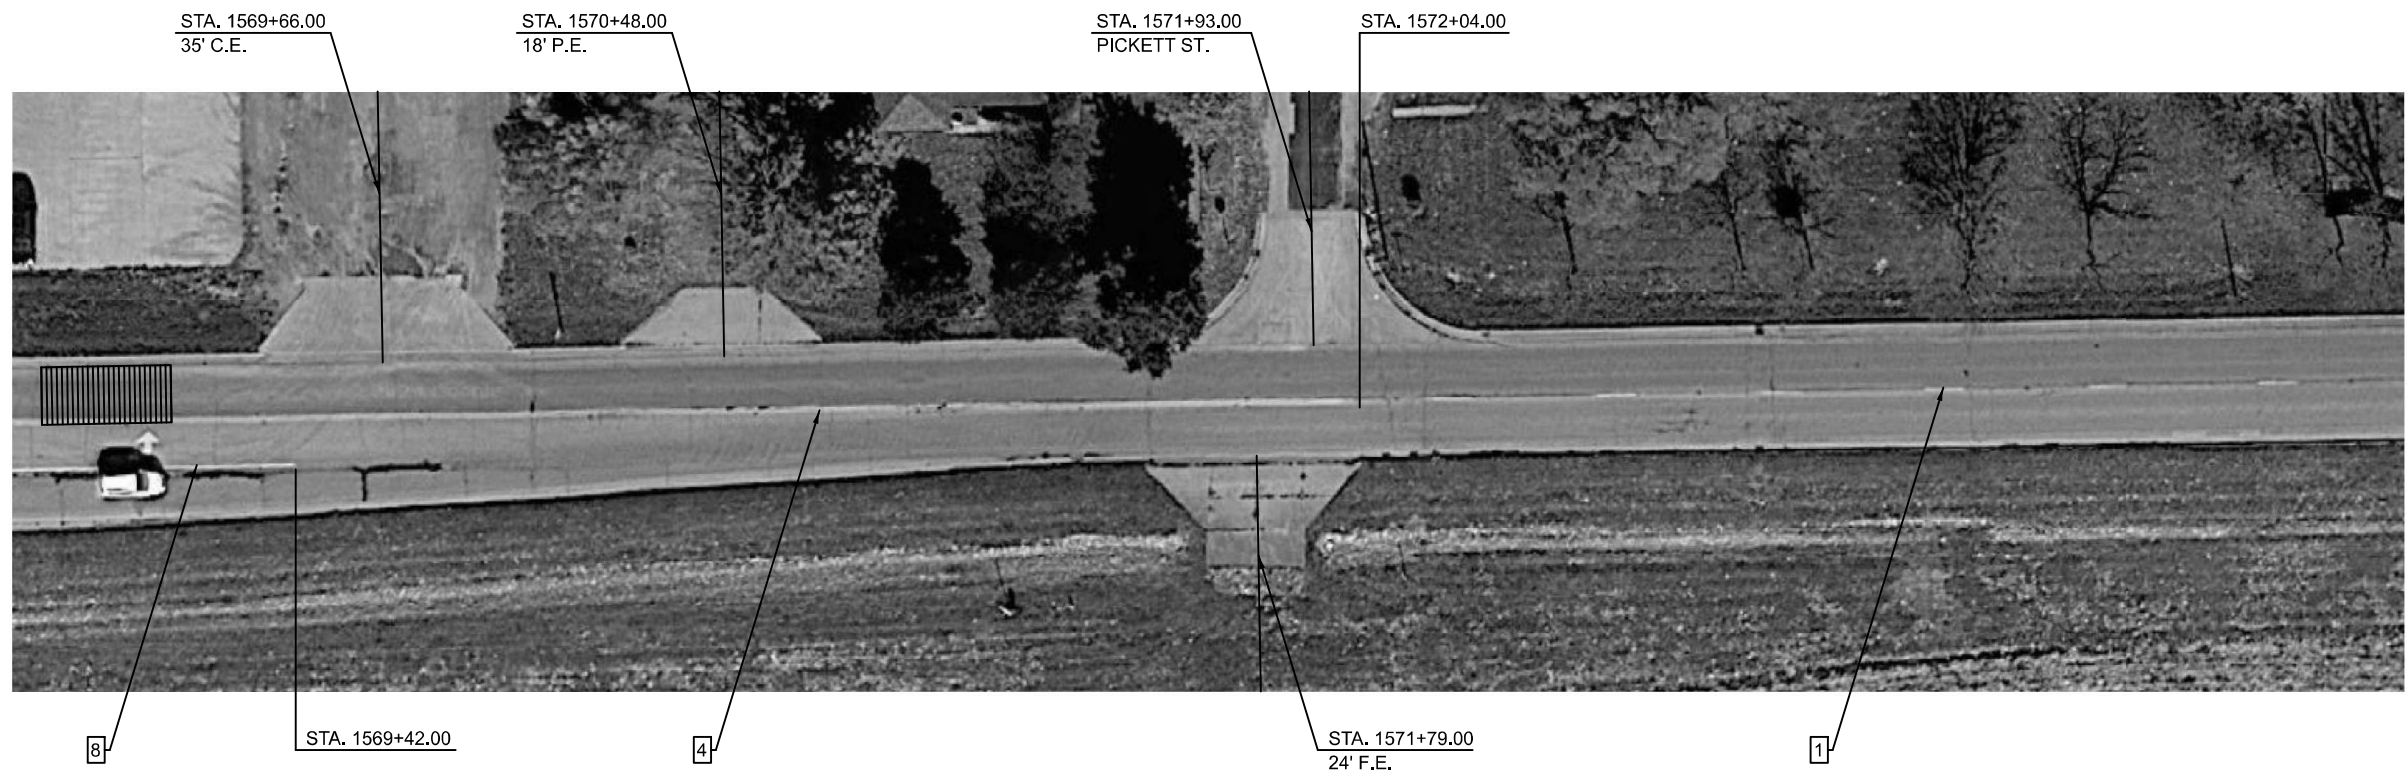 STA. 1569+66.00
35' C.E.
STA. 1570+48.00
18' P.E.
STA. 1571+93.00
PICKETT ST.
STA. 1572+04.00
8
STA. 1569+42.00
4
STA. 1571+79.00
24' F.E.
1